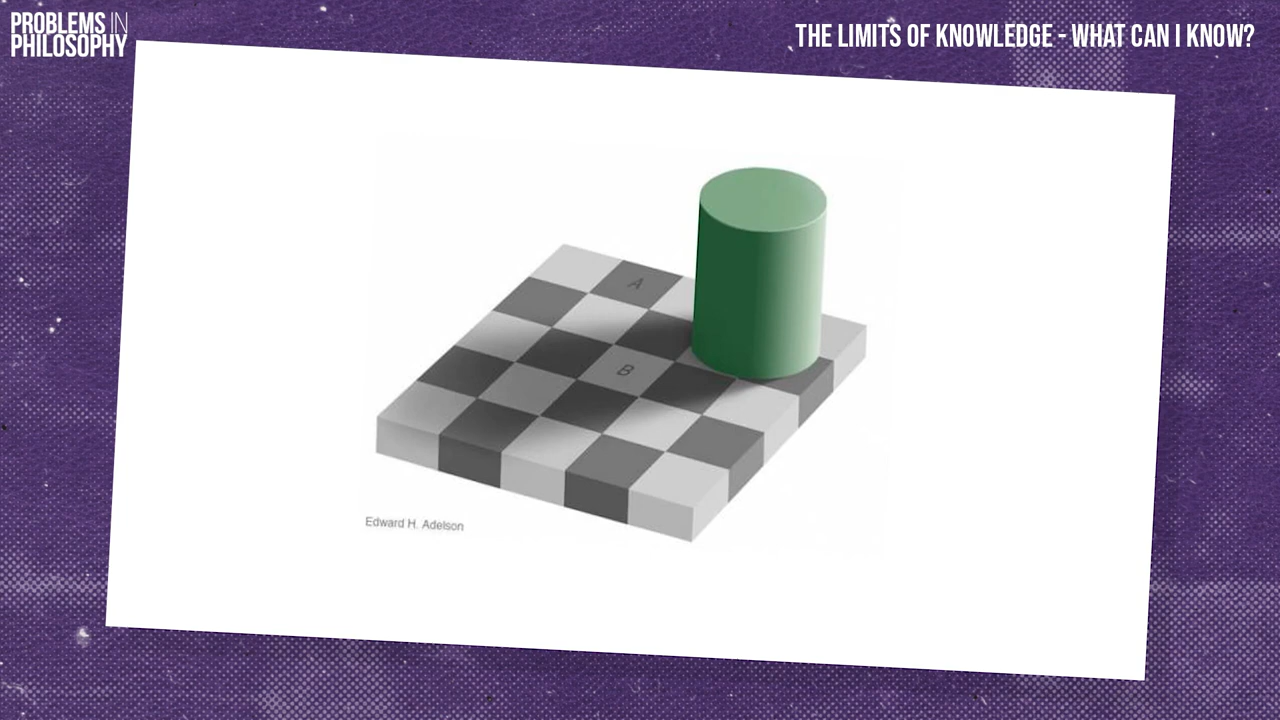 PROBLEMS IN
PHILOSOPHY
THE LIMITS OF KNOWLEDGE - WHAT CAN I KNOW?
A
B
Edward H. Adelson